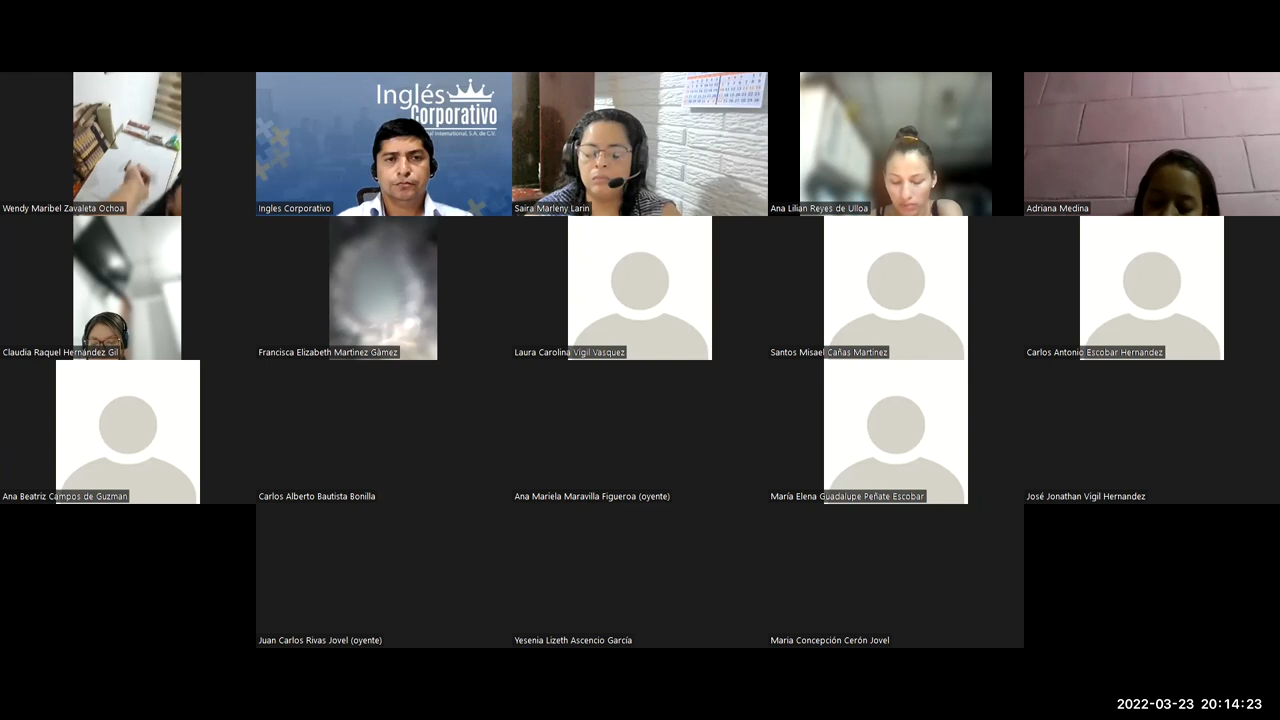 Inglés
Corporativo
Wendy Maribel Zavaleta Ochoa
Ingles Corporativo
Saira Marleny Larin
Ana Lilian Reyes de Ulloa
Adriana Medina
Claudia Raquel Hernández Gil
Francisca Elizabeth Martinez Gàmez
Laura Carolina Vigil Vasquez
Santos Misael Cañas Martinez
Carlos Antonio Escobar Hernandez
Ana Beatriz Campos de Guzman
Carlos Alberto Bautista Bonilla
Ana Mariela Maravilla Figueroa (oyente)
María Elena Guadalupe Peñate Escobar
José Jonathan Vigil Hernandez
Juan Carlos Rivas Jovel (oyente)
Yesenia Lizeth Ascencio García
Maria Concepción Cerón Jovel
2022-03-23 20:14:23